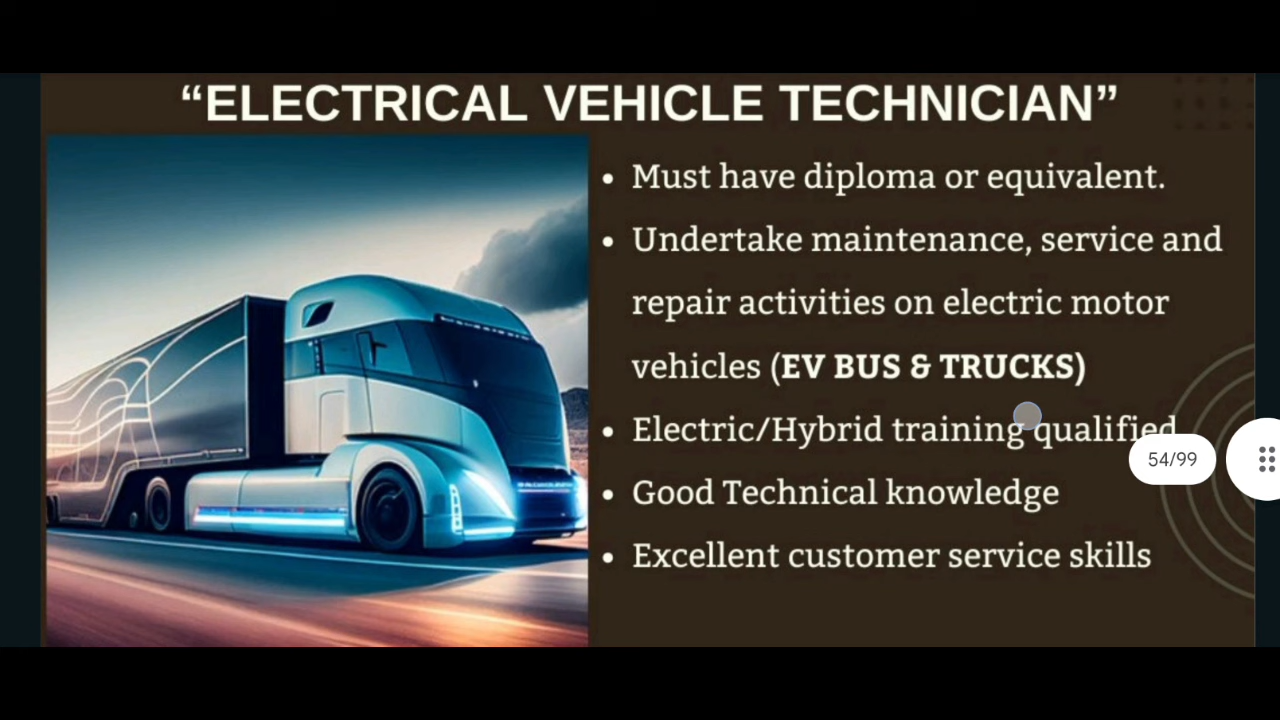 “ELECTRICAL VEHICLE TECHNICIAN”
• Must have diploma or equivalent.
• Undertake maintenance, service and
repair activities on electric motor
vehicles (EV BUS & TRUCKS)
• Electric/Hybrid training qualified
• Good Technical knowledge
• Excellent customer service skills
54/99